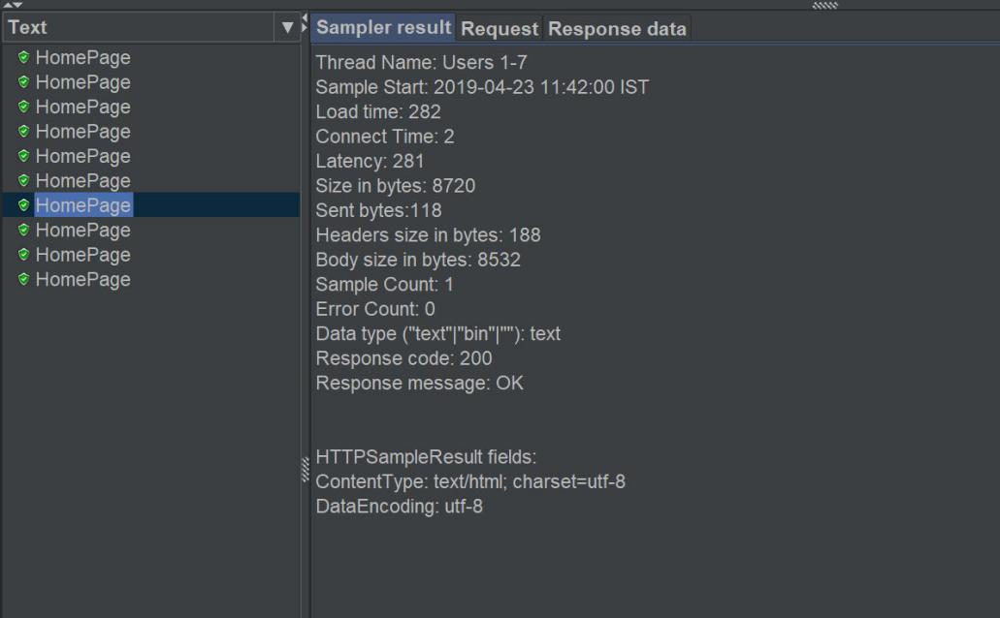 Text
HomePage
HomePage
HomePage
HomePage
HomePage
HomePage
HomePage
HomePage
HomePage
HomePage
Sampler result Request Response data
Thread Name: Users 1-7
Sample Start: 2019-04-23 11:42:00 IST
Load time: 282
Connect Time: 2
Latency: 281
Size in bytes: 8720
Sent bytes:118
Headers size in bytes: 188
Body size in bytes: 8532
Sample Count: 1
Error Count: 0
Data type ("text"|"bin"|""): text
Response code: 200
Response message: OK
HTTPSampleResult fields:
ContentType: text/html; charset=utf-8
DataEncoding: utf-8